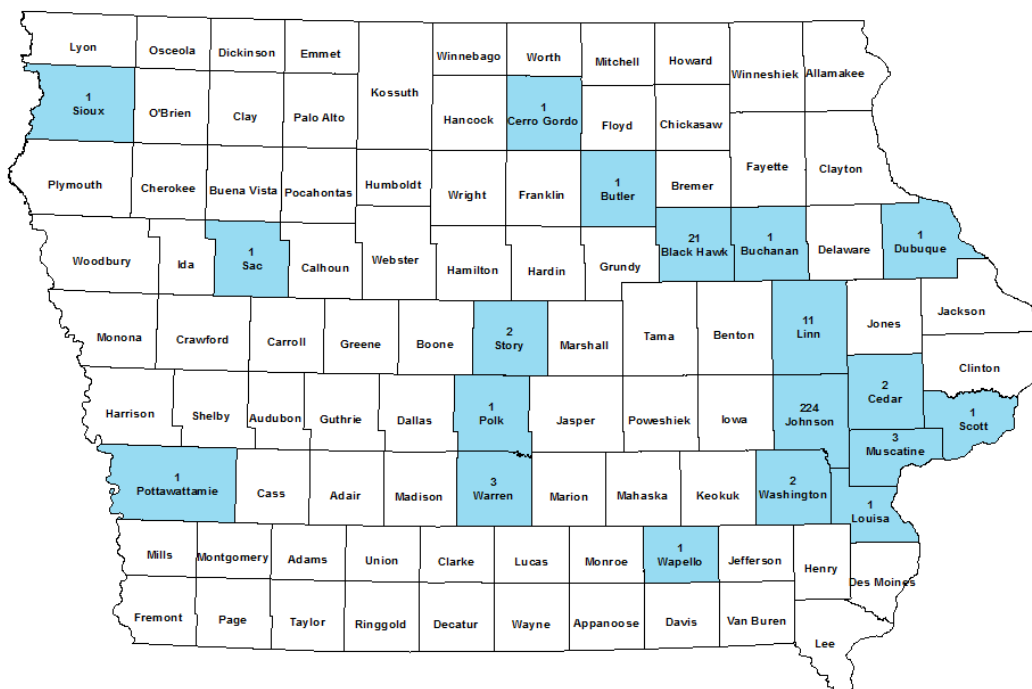 Lyon
Osceola
Dickinson
Emmet
Kossuth
Winnebago
Worth
Mitchell
Howard
Winneshiek
Allamakee
1
Sioux
O'Brien
Clay
Palo Alto
Hancock
1
Cerro Gordo
Floyd
Chickasaw
Plymouth
Cherokee
Buena Vista
Pocahontas
Humboldt
Wright
Franklin
1
Butler
Bremer
Fayette
Clayton
Woodbury
Ida
1
Sac
Calhoun
Webster
Hamilton
Hardin
Grundy
21
Black Hawk
1
Buchanan
Delaware
1
Dubuque
Monona
Crawford
Carroll
Greene
Boone
2
Story
Marshall
Tama
Benton
11
Linn
Jones
Jackson
Clinton
Harrison
Shelby
Audubon
Guthrie
Dallas
1
Polk
Jasper
Poweshiek
Iowa
224
Johnson
2
Cedar
1
Scott
3
Muscatine
1
Pottawattamie
Cass
Adair
Madison
3
Warren
Marion
Mahaska
Keokuk
2
Washington
1
Louisa
Mills
Montgomery
Adams
Union
Clarke
Lucas
Monroe
1
Wapello
Jefferson
Henry
Des Moines
Fremont
Page
Taylor
Ringgold
Decatur
Wayne
Appanoose
Davis
Van Buren
Lee